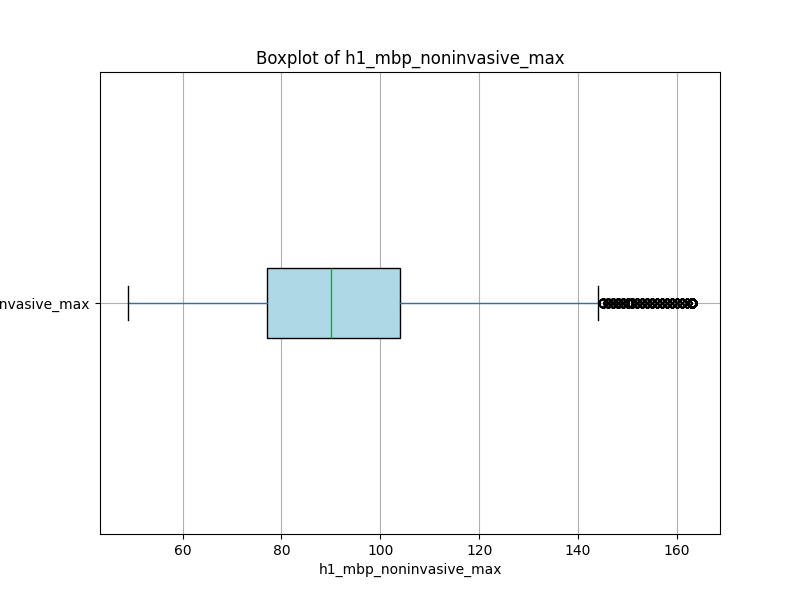 Boxplot of h1_mbp_noninvasive_max
nvasive_max
60 80 100 120 140 160
h1_mbp_noninvasive_max